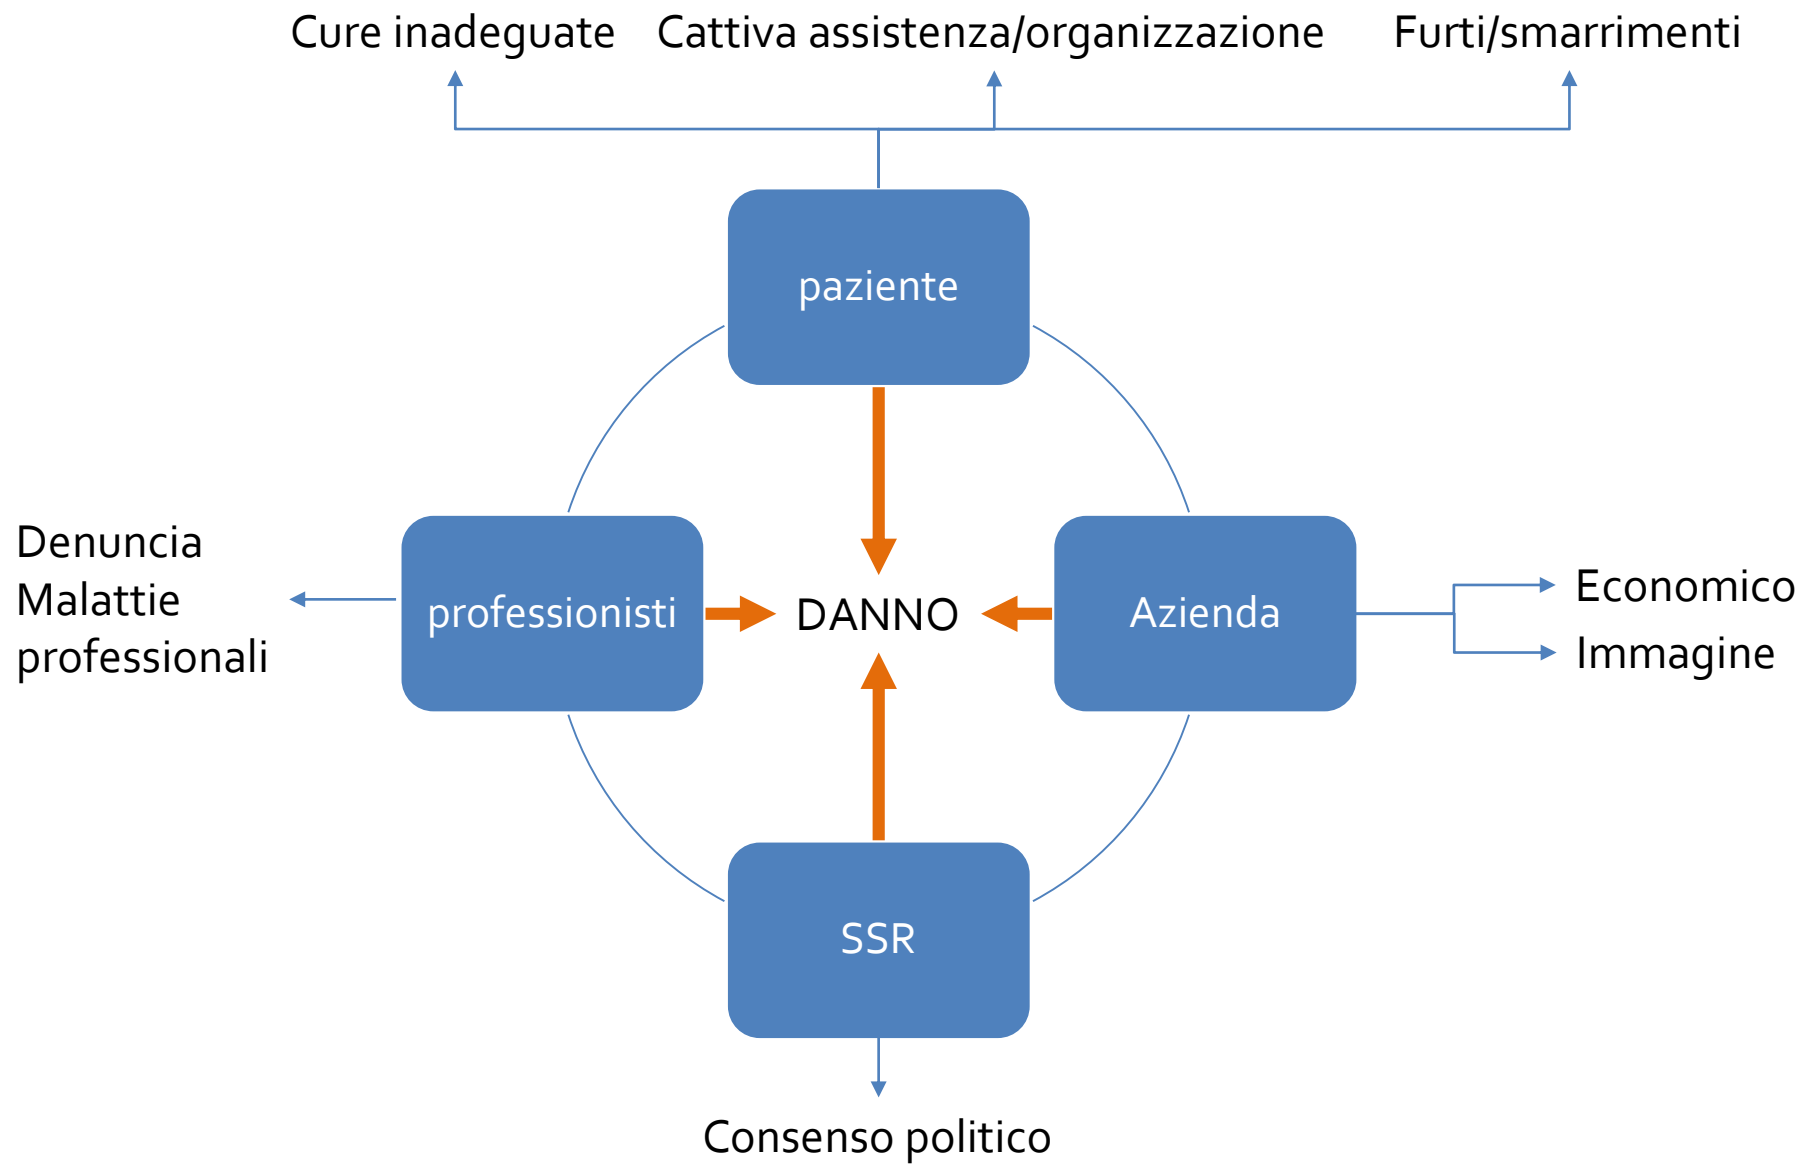 Cure inadeguate
Cattiva assistenza/organizzazione
Furti/smarrimenti
paziente
Denuncia
Malattie
professionali
professionisti
DANNO
Azienda
Economico
Immagine
SSR
Consenso politico